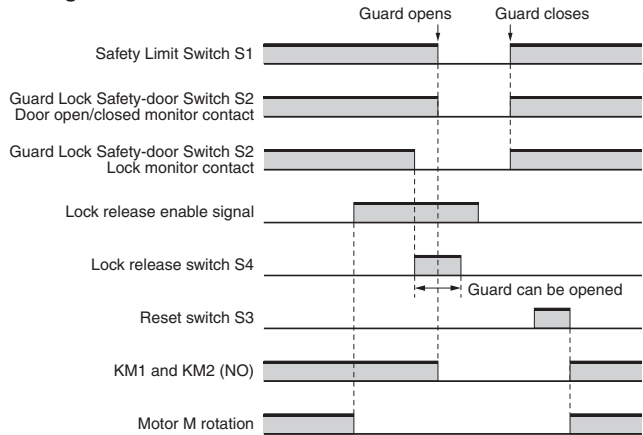 Guard opens
Guard closes
Safety Limit Switch S1
Guard Lock Safety-door Switch S2
Door open/closed monitor contact
Guard Lock Safety-door Switch S2
Lock monitor contact
Lock release enable signal
Lock release switch S4
Guard can be opened
Reset switch S3
KM1 and KM2 (NO)
Motor M rotation